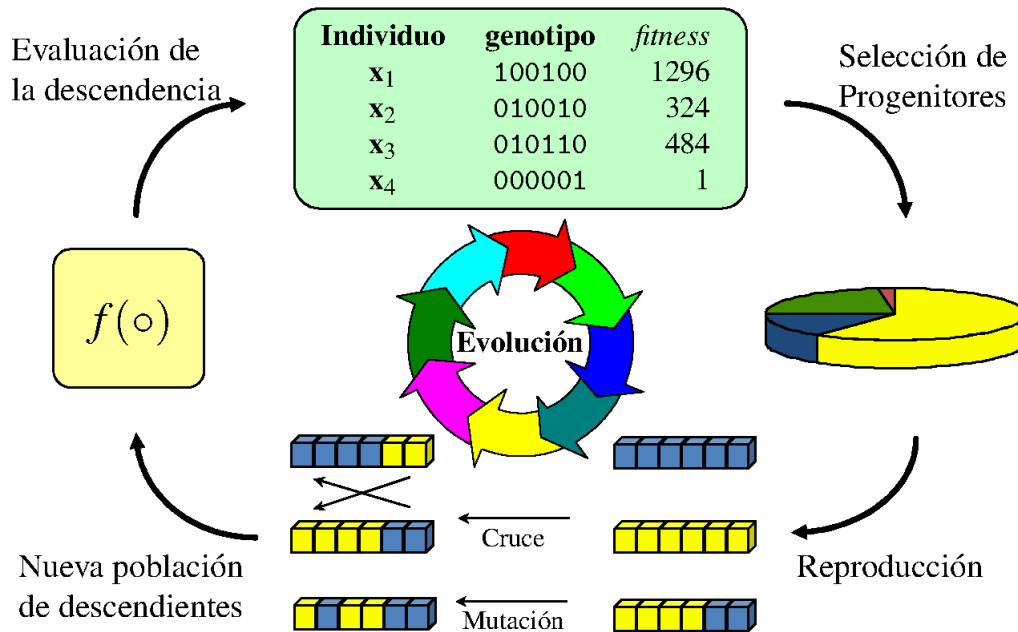 Evaluación de
la descendencia
Individuo genotipo fitness
x1 100100 1296
x2 010010 324
x3 010110 484
x4 000001 1
Selección de
Progenitores
f(∘)
Evolución
Cruce
Mutación
Reproducción
Nueva población
de descendientes